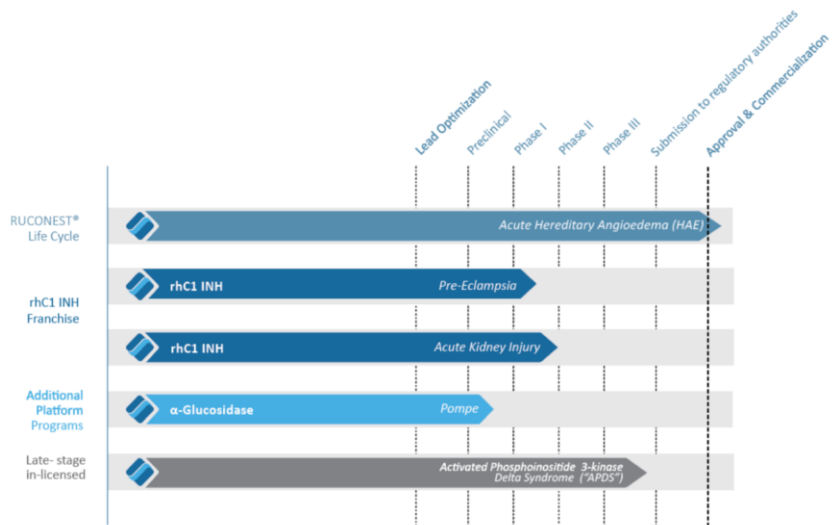 Lead Optimization
Preclinical
Phase I
Phase II
Phase III
Submission to regulatory authorities
Approval & Commercialization
RUCONEST®
Life Cycle
Acute Hereditary Angioedema (HAE)
rhC1 INH
Franchise
rhC1 INH
Pre-Eclampsia
rhC1 INH
Acute Kidney Injury
Additional
Platform
Programs
α-Glucosidase
Pompe
Late- stage
in-licensed
Activated Phosphoinositide 3-kinase
Delta Syndrome ("APDS")